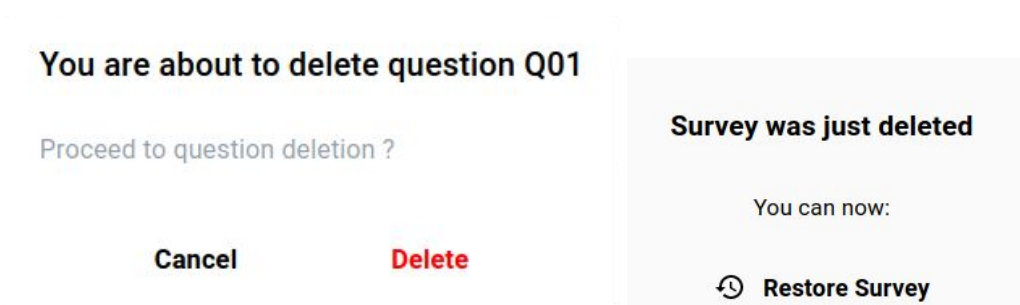 You are about to delete question Q01
Proceed to question deletion ?
Cancel Delete
Survey was just deleted
You can now:
Restore Survey